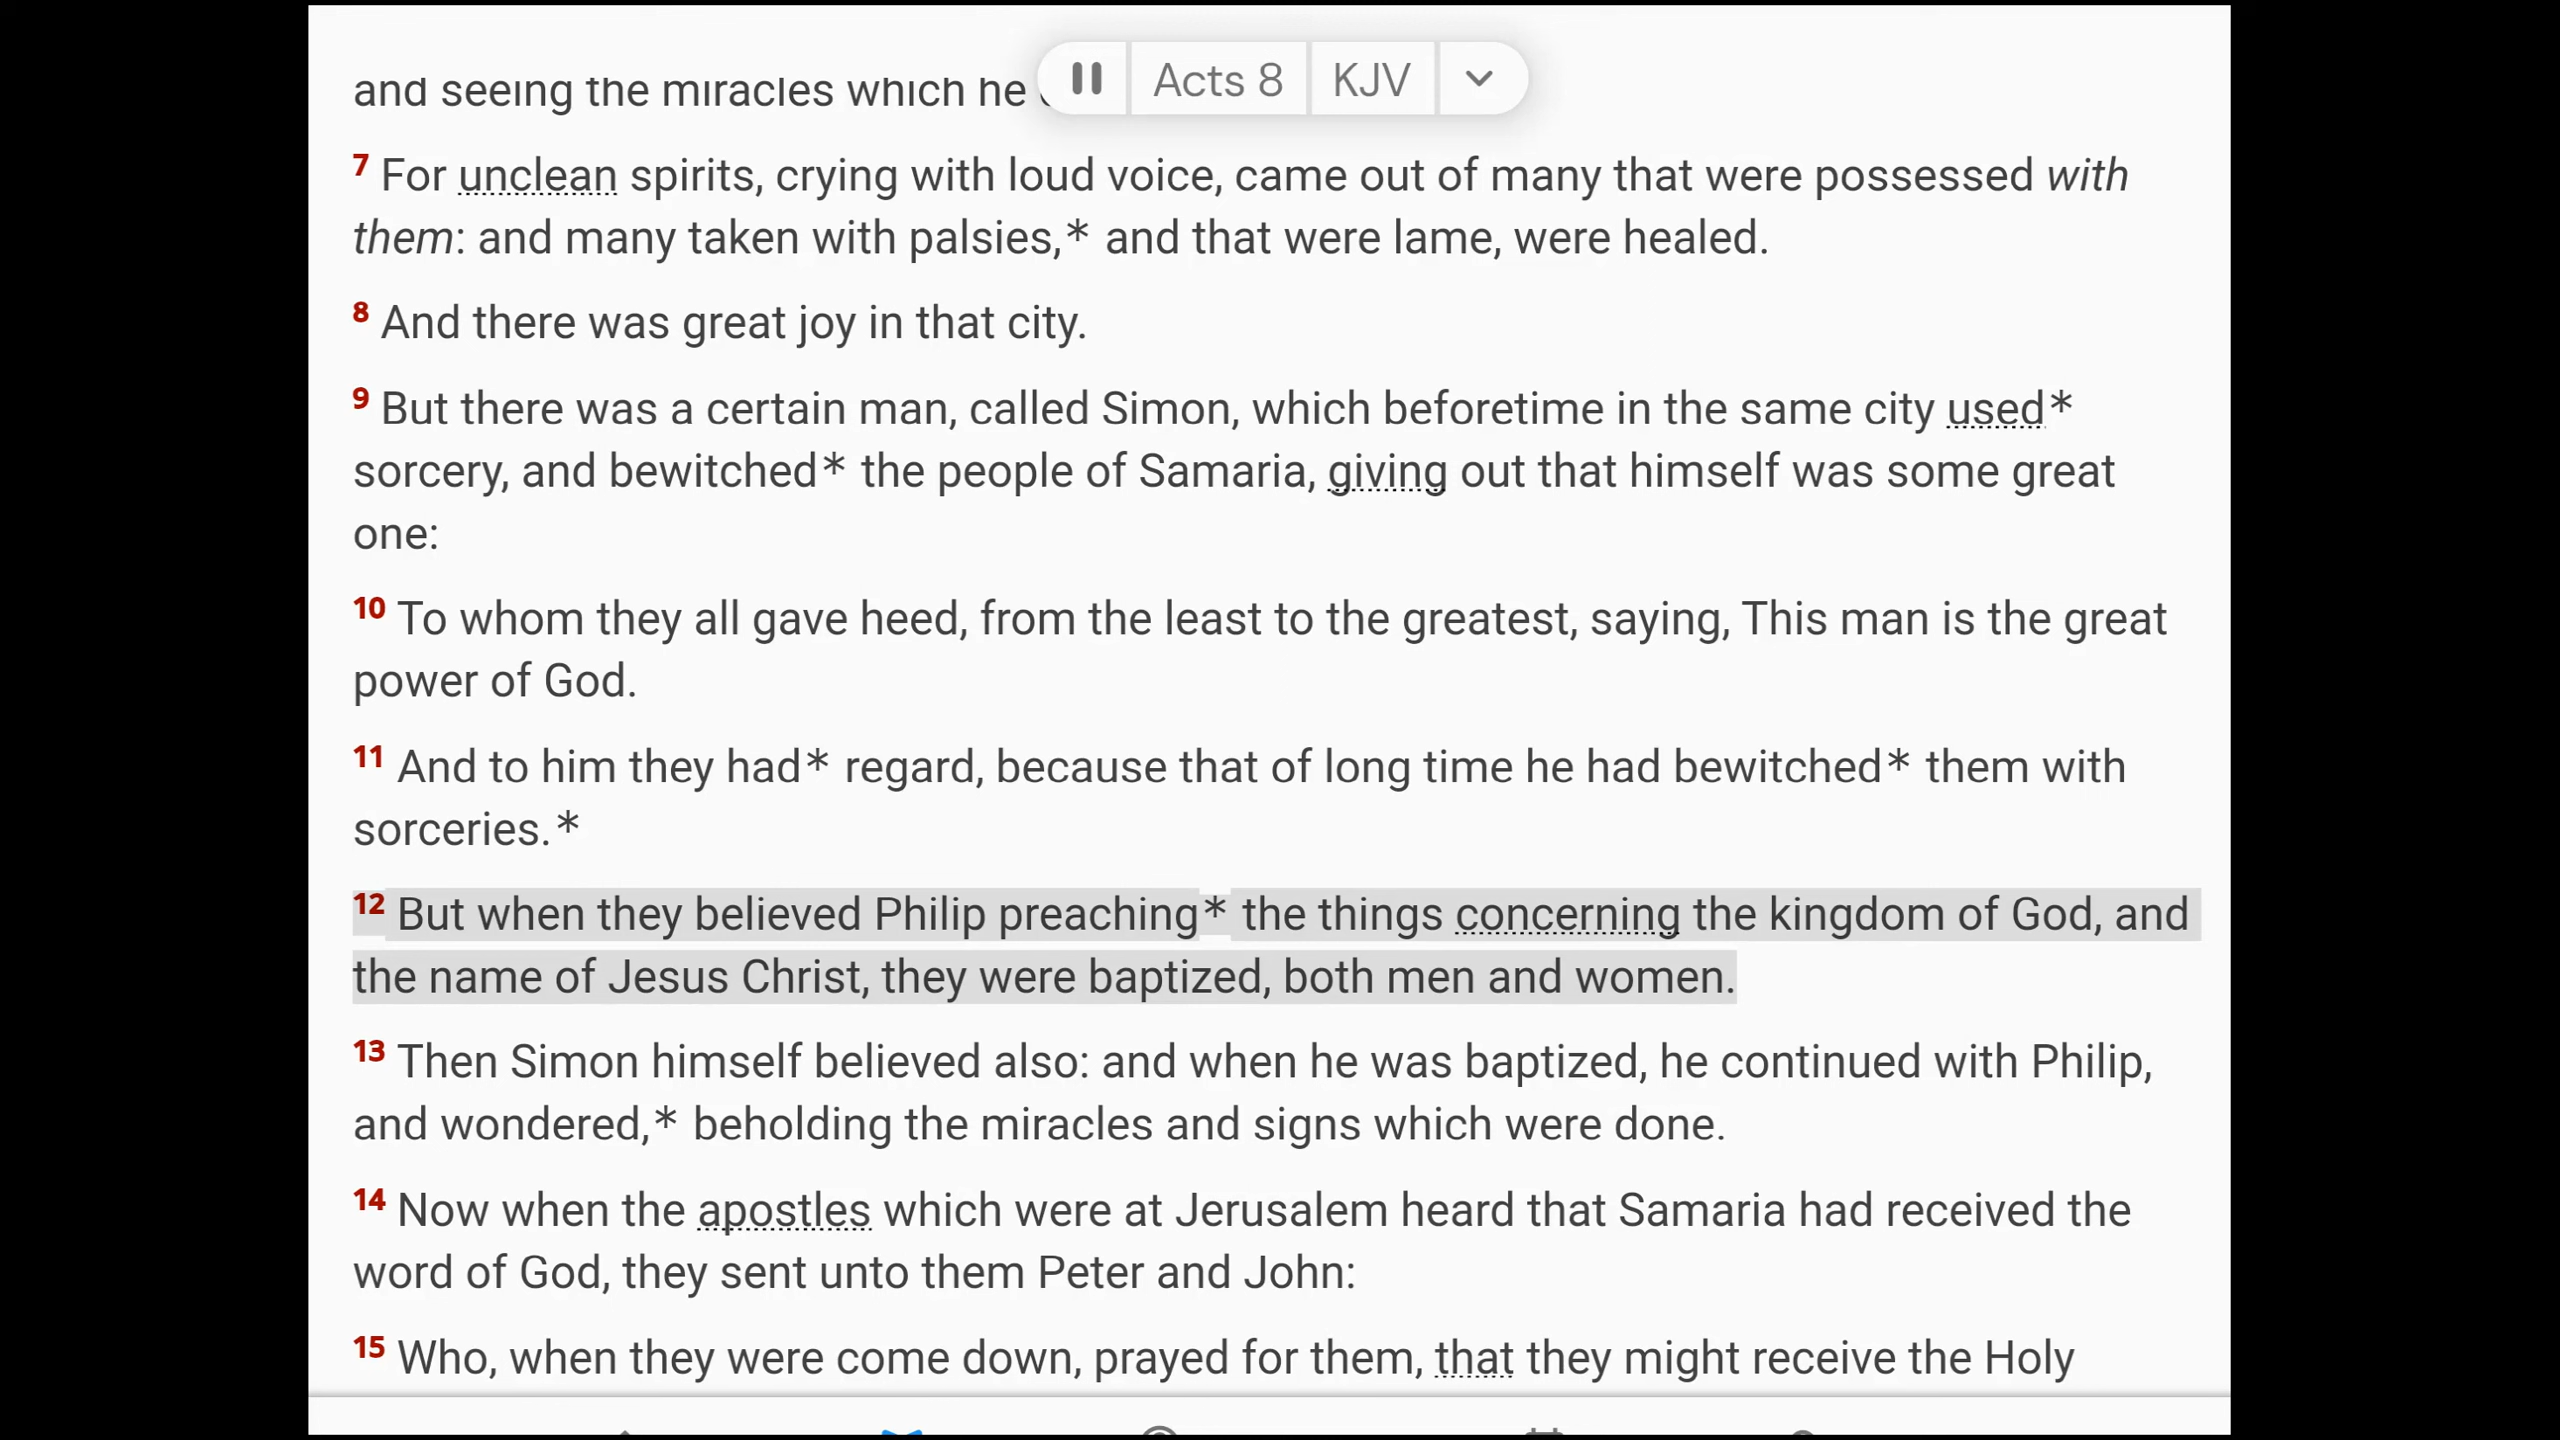 Acts 8 KJV
and seeing the miracles which he
7 For unclean spirits, crying with loud voice, came out of many that were possessed with
them: and many taken with palsies,* and that were lame, were healed.
8 And there was great joy in that city.
9 But there was a certain man, called Simon, which beforetime in the same city used*
sorcery, and bewitched* the people of Samaria, giving out that himself was some great
one:
10 To whom they all gave heed, from the least to the greatest, saying, This man is the great
power of God.
11 And to him they had* regard, because that of long time he had bewitched* them with
sorceries.*
12 But when they believed Philip preaching* the things concerning the kingdom of God, and
the name of Jesus Christ, they were baptized, both men and women.
13 Then Simon himself believed also: and when he was baptized, he continued with Philip,
and wondered,* beholding the miracles and signs which were done.
14 Now when the apostles which were at Jerusalem heard that Samaria had received the
word of God, they sent unto them Peter and John:
15 Who, when they were come down, prayed for them, that they might receive the Holy